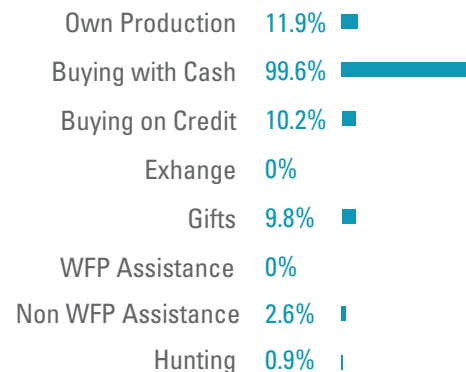 Own Production 11.9%
Buying with Cash 99.6%
Buying on Credit 10.2%
Exhange 0%
Gifts 9.8%
WFP Assistance 0%
Non WFP Assistance 2.6%
Hunting 0.9%